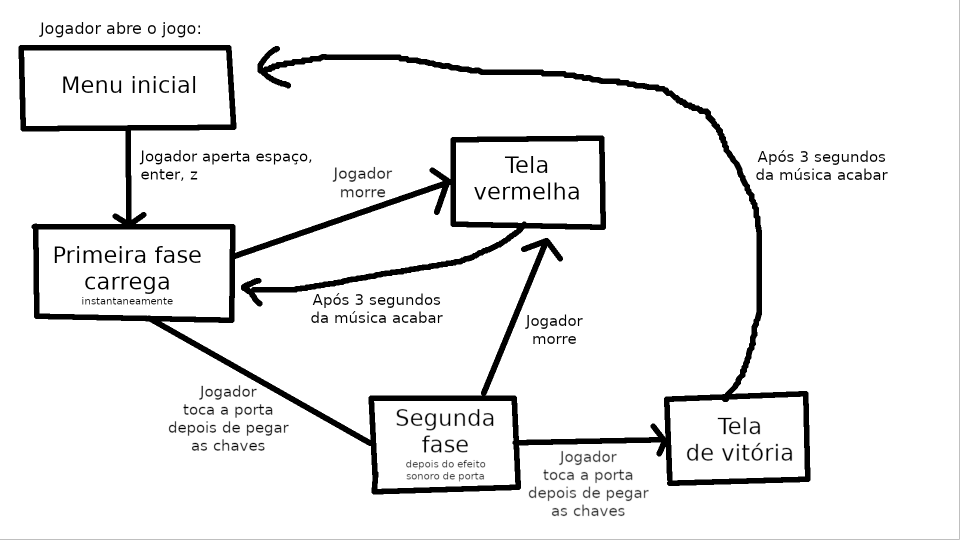 Jogador abre o jogo:
Menu inicial
Jogador aperta espaço,
enter, z
Jogador
morre
Tela
vermelha
Após 3 segundos
da música acabar
Primeira fase
carrega
instantaneamente
Após 3 segundos
da música acabar
Jogador
morre
Jogador
toca a porta
depois de pegar
as chaves
Segunda
fase
depois do efeito
sonoro de porta
Jogador
toca a porta
depois de pegar
as chaves
Tela
de vitória